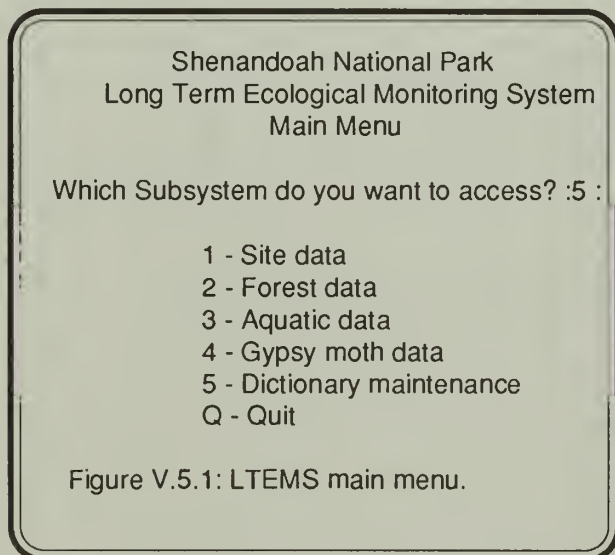 Shenandoah National Park
Long Term Ecological Monitoring System
Main Menu
Which Subsystem do you want to access? :5 :
1 - Site data
2 - Forest data
3 - Aquatic data
4 - Gypsy moth data
5 - Dictionary maintenance
Q - Quit
Figure V.5.1: LTEMS main menu.